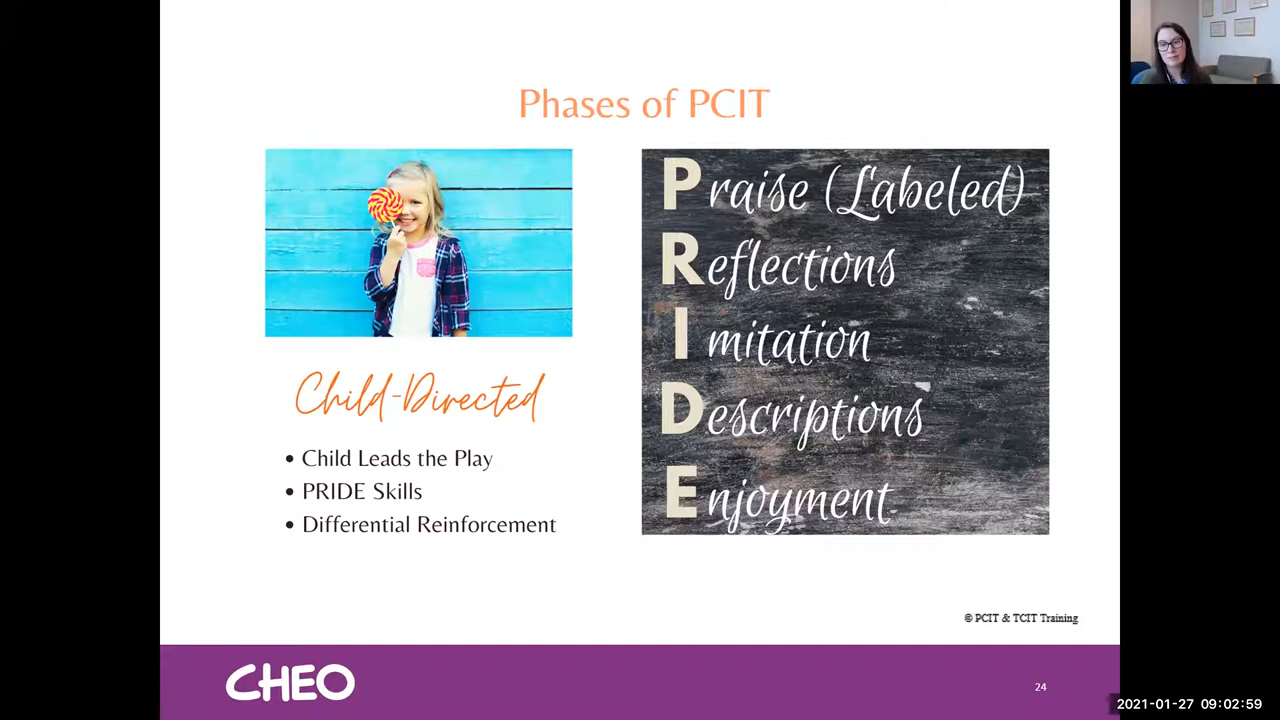 Phases of PCIT
Child-Directed
• Child Leads the Play
• PRIDE Skills
• Differential Reinforcement
Praise (Labeled)
Reflections
Imitation
Descriptions
Enjoyment
© PCIT & TCIT Training
CHEO
24
2021-01-27 09:02:59